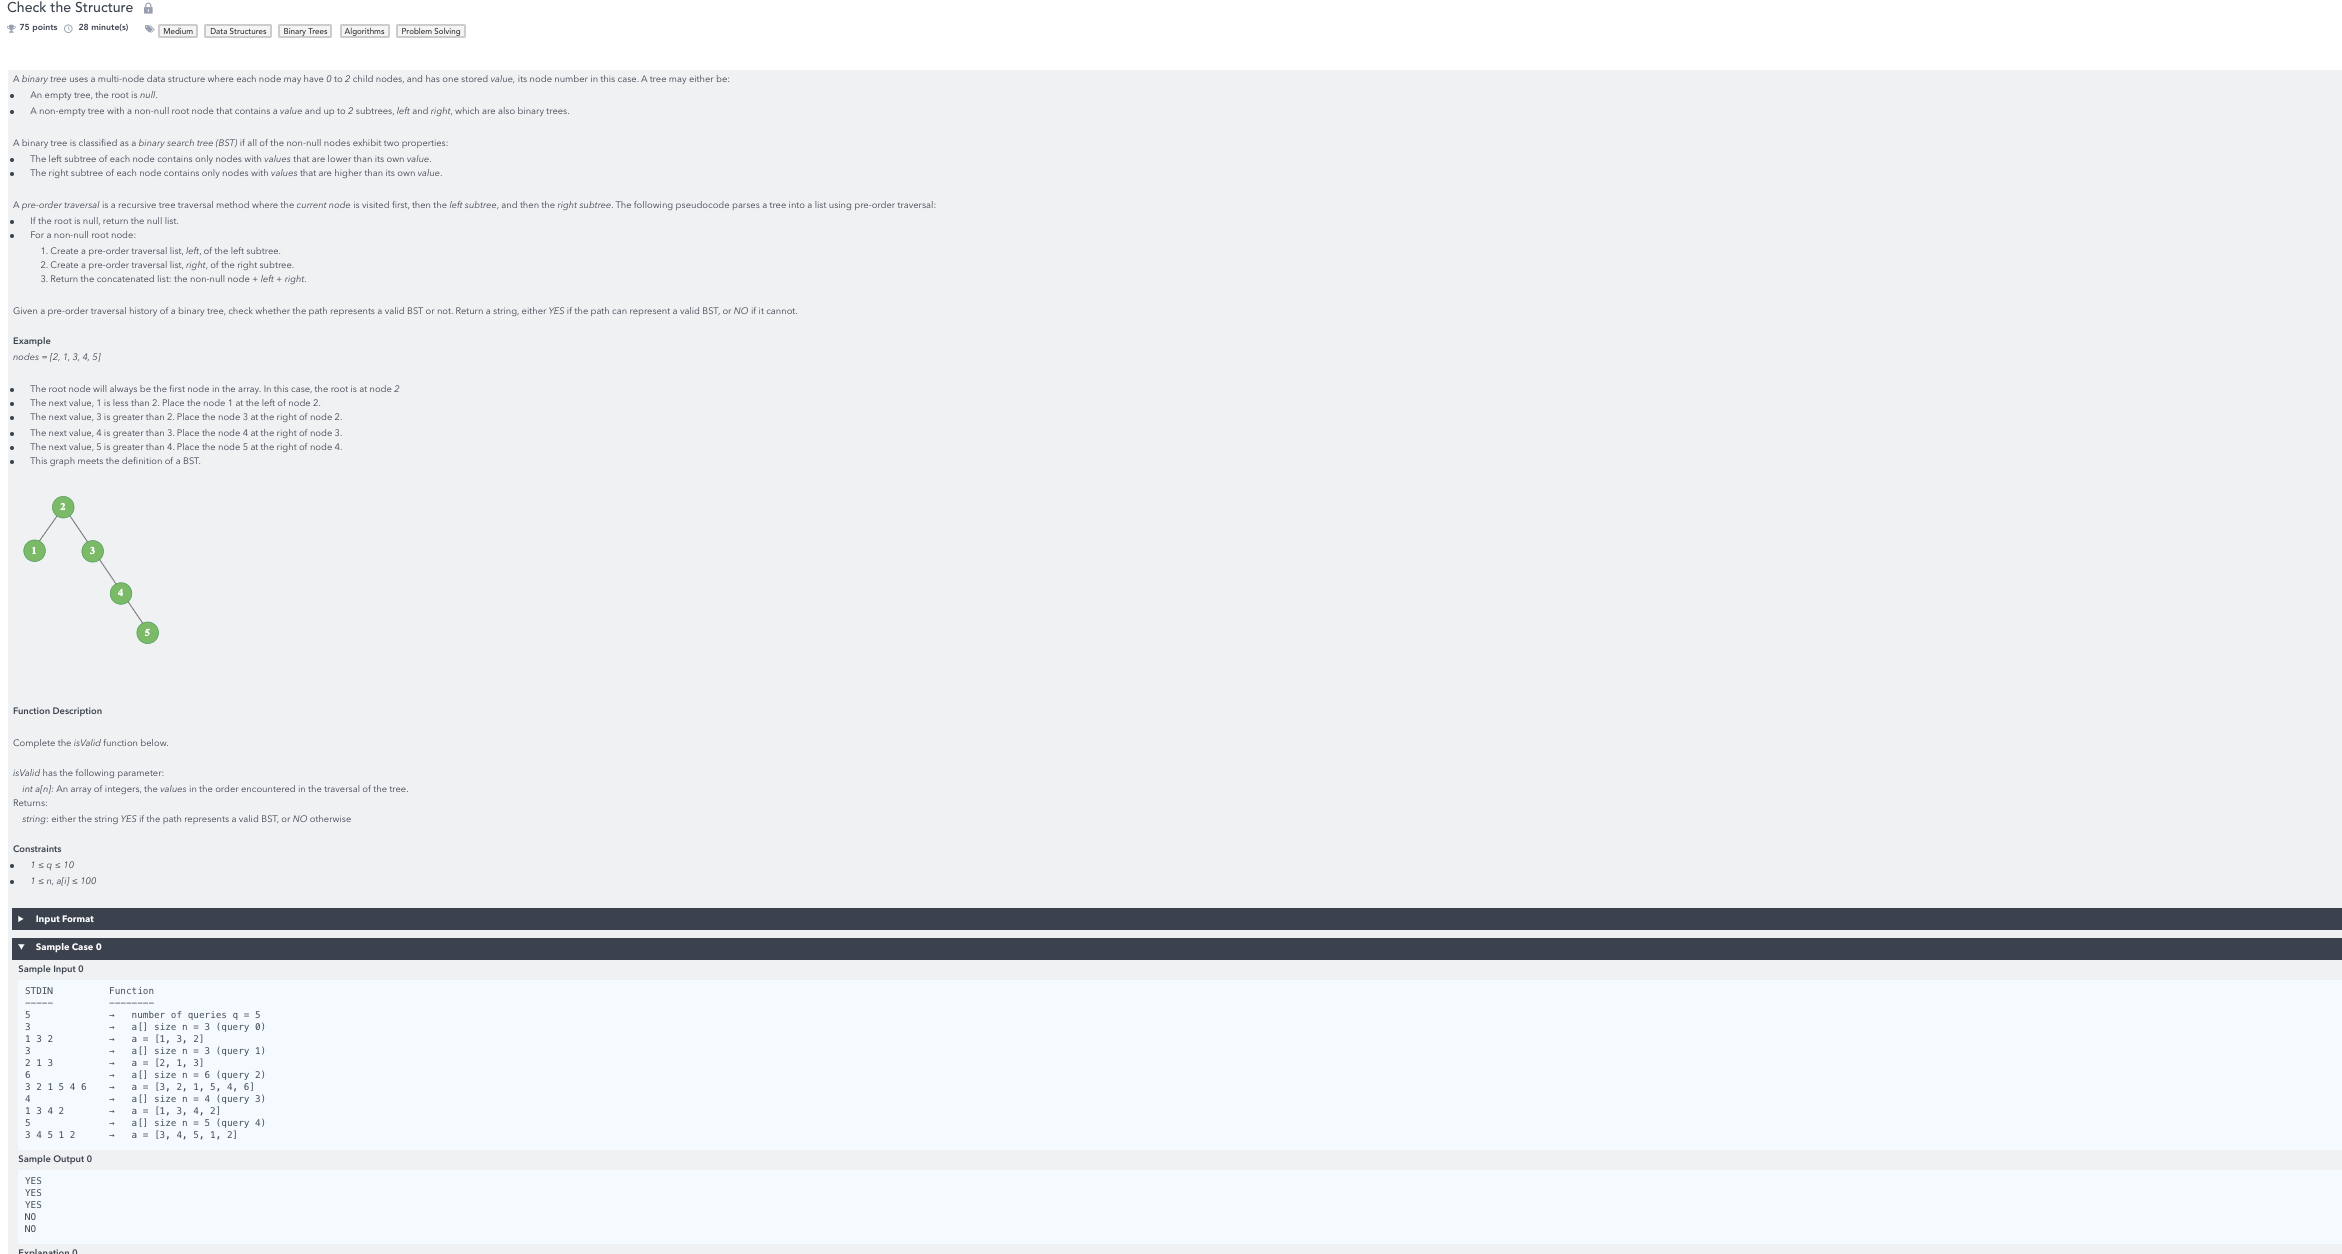 Check the Structure
75 points 28 minute(s) Medium Data Structures Binary Trees Algorithms Problem Solving
A binary tree uses a multi-node data structure where each node may have 0 to 2 child nodes, and has one stored value, its node number in this case. A tree may either be:
• An empty tree, the root is null.
• A non-empty tree with a non-null root node that contains a value and up to 2 subtrees, left and right, which are also binary trees.
A binary tree is classified as a binary search tree (BST) if all of the non-null nodes exhibit two properties:
• The left subtree of each node contains only nodes with values that are lower than its own value.
• The right subtree of each node contains only nodes with values that are higher than its own value.
A pre-order traversal is a recursive tree traversal method where the current node is visited first, then the left subtree, and then the right subtree. The following pseudocode parses a tree into a list using pre-order traversal:
• If the root is null, return the null list.
• For a non-null root node:
1. Create a pre-order traversal list, left, of the left subtree.
2. Create a pre-order traversal list, right, of the right subtree.
3. Return the concatenated list: the non-null node + left + right.
Given a pre-order traversal history of a binary tree, check whether the path represents a valid BST or not. Return a string, either YES if the path can represent a valid BST, or NO if it cannot.
Example
nodes = [2, 1, 3, 4, 5]
• The root node will always be the first node in the array. In this case, the root is at node 2
• The next value, 1 is less than 2. Place the node 1 at the left of node 2.
• The next value, 3 is greater than 2. Place the node 3 at the right of node 2.
• The next value, 4 is greater than 3. Place the node 4 at the right of node 3.
• The next value, 5 is greater than 4. Place the node 5 at the right of node 4.
• This graph meets the definition of a BST.
2
1 3
4
5
Function Description
Complete the isValid function below.
isValid has the following parameter:
int a[n]: An array of integers, the values in the order encountered in the traversal of the tree.
Returns:
string: either the string YES if the path represents a valid BST, or NO otherwise
Constraints
• 1 ≤ q ≤ 10
• 1 ≤ n, a[i] ≤ 100
▶ Input Format
▼ Sample Case 0
Sample Input 0
STDIN Function
----- --------
5 → number of queries q = 5
3 → a[] size n = 3 (query 0)
1 3 2 → a = [1, 3, 2]
3 → a[] size n = 3 (query 1)
2 1 3 → a = [2, 1, 3]
6 → a[] size n = 6 (query 2)
3 2 1 5 4 6 → a = [3, 2, 1, 5, 4, 6]
4 → a[] size n = 4 (query 3)
1 3 4 2 → a = [1, 3, 4, 2]
5 → a[] size n = 5 (query 4)
3 4 5 1 2 → a = [3, 4, 5, 1, 2]
Sample Output 0
YES
YES
YES
NO
NO
Explanation 0